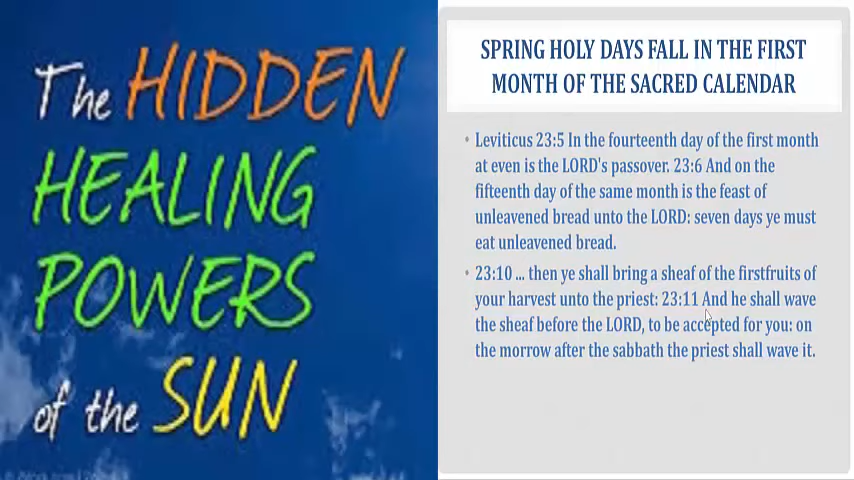 The HIDDEN
HEALING
POWERS
of the SUN
SPRING HOLY DAYS FALL IN THE FIRST
MONTH OF THE SACRED CALENDAR
• Leviticus 23:5 In the fourteenth day of the first month
at even is the LORD's passover. 23:6 And on the
fifteenth day of the same month is the feast of
unleavened bread unto the LORD: seven days ye must
eat unleavened bread.
• 23:10 ... then ye shall bring a sheaf of the firstfruits of
your harvest unto the priest: 23:11 And he shall wave
the sheaf before the LORD, to be accepted for you: on
the morrow after the sabbath the priest shall wave it.